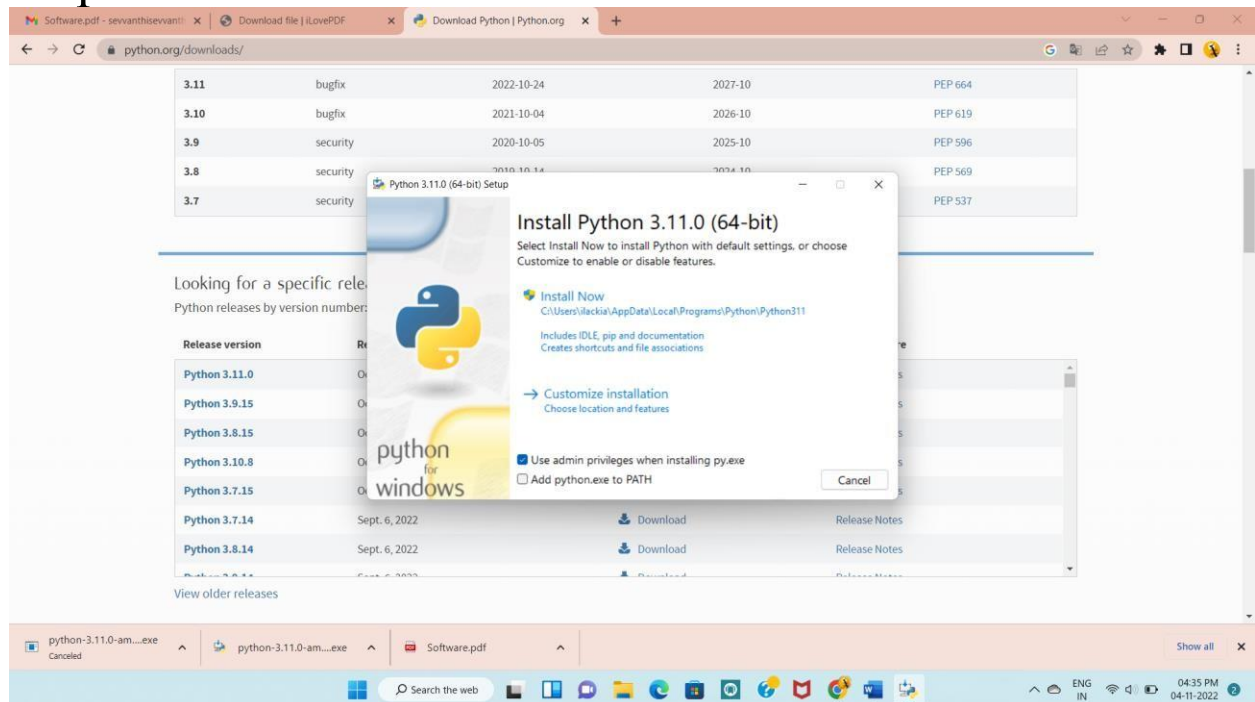 Software.pdf - sevvanthisevvanth
Download file | iLovePDF
Download Python | Python.org
python.org/downloads/
3.11 bugfix 2022-10-24 2027-10 PEP 664
3.10 bugfix 2021-10-04 2026-10 PEP 619
3.9 security 2020-10-05 2025-10 PEP 596
3.8 security 2019-10-14 2024-10 PEP 569
3.7 security PEP 537
Python 3.11.0 (64-bit) Setup
Install Python 3.11.0 (64-bit)
Select Install Now to install Python with default settings, or choose
Customize to enable or disable features.
Install Now
C:\Users\ilackia\AppData\Local\Programs\Python\Python311
Includes IDLE, pip and documentation
Creates shortcuts and file associations
Customize installation
Choose location and features
python
for
windows
Use admin privileges when installing py.exe
Add python.exe to PATH
Cancel
Looking for a specific rele
Python releases by version number:
Release version
Python 3.11.0
Python 3.9.15
Python 3.8.15
Python 3.10.8
Python 3.7.15
Python 3.7.14 Sept. 6, 2022 Download Release Notes
Python 3.8.14 Sept. 6, 2022 Download Release Notes
View older releases
python-3.11.0-am....exe
Canceled
python-3.11.0-am....exe
Software.pdf
Show all
Search the web
ENG
IN
04:35 PM
04-11-2022
2